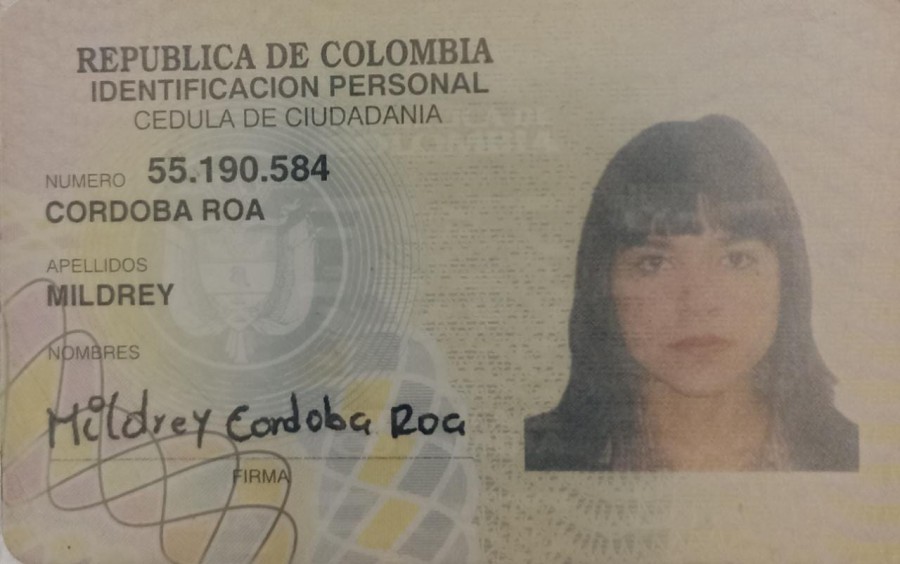 REPUBLICA DE COLOMBIA
IDENTIFICACION PERSONAL
CEDULA DE CIUDADANIA
NUMERO 55.190.584
CORDOBA ROA
APELLIDOS
MILDREY
NOMBRES
Mildrey Cordoba Roa
FIRMA